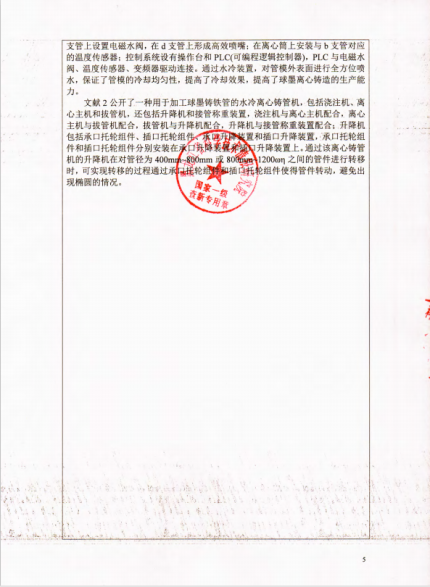 支管上设置电磁水阀，在 d 支管上形成高效喷嘴；在离心筒上安装与 b 支管对应
的温度传感器；控制系统设有操作台和 PLC(可编程逻辑控制器)，PLC 与电磁水
阀、温度传感器、变频器驱动连接。通过水冷装置，对管模外表面进行全方位喷
水，保证了管模的冷却均匀性，提高了冷却效果，提高了球墨离心铸造的生产能
力。
文献 2 公开了一种用于加工球墨铸铁管的水冷离心铸管机，包括浇注机、离
心主机和拔管机，还包括升降机和接管称重装置，浇注机与离心主机配合，离心
主机与拔管机配合，拔管机与升降机配合，升降机与接管称重装置配合；升降机
包括承口托轮组件、插口托轮组件、承口升降装置和插口升降装置，承口托轮组
件和插口托轮组件分别安装在承口升降装置和插口升降装置上。通过该离心铸管
机的升降机在对管径为 400mm~800mm 或 800mm~1200mm 之间的管件进行转移
时，可实现转移的过程通过承口托轮组件和插口托轮组件使得管件转动，避免出
现椭圆的情况。
国家一级
查新专用章
5